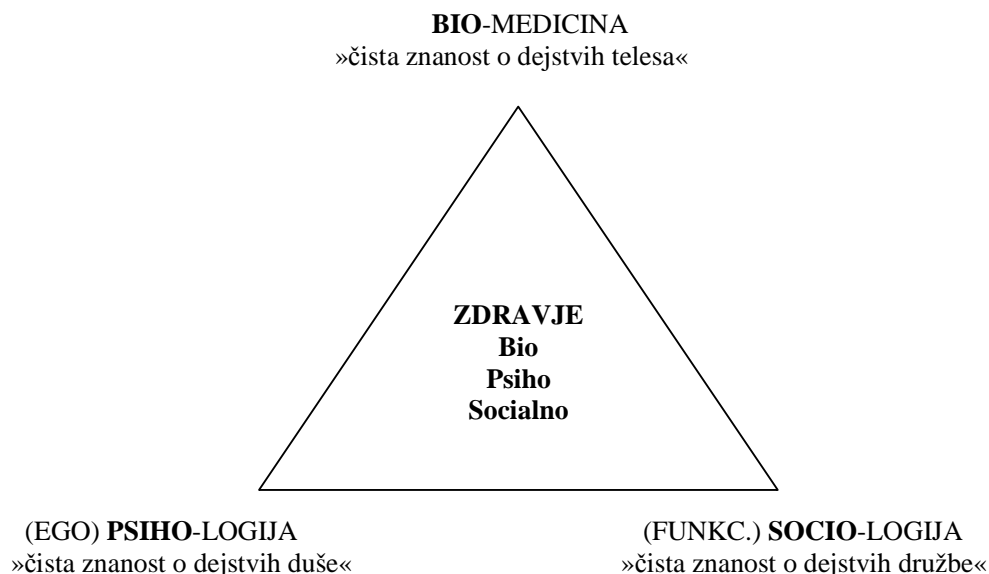 BIO-MEDICINA
»čista znanost o dejstvih telesa«
ZDRAVJE
Bio
Psiho
Socialno
(EGO) PSIHO-LOGIJA
»čista znanost o dejstvih duše«
(FUNKC.) SOCIO-LOGIJA
»čista znanost o dejstvih družbe«